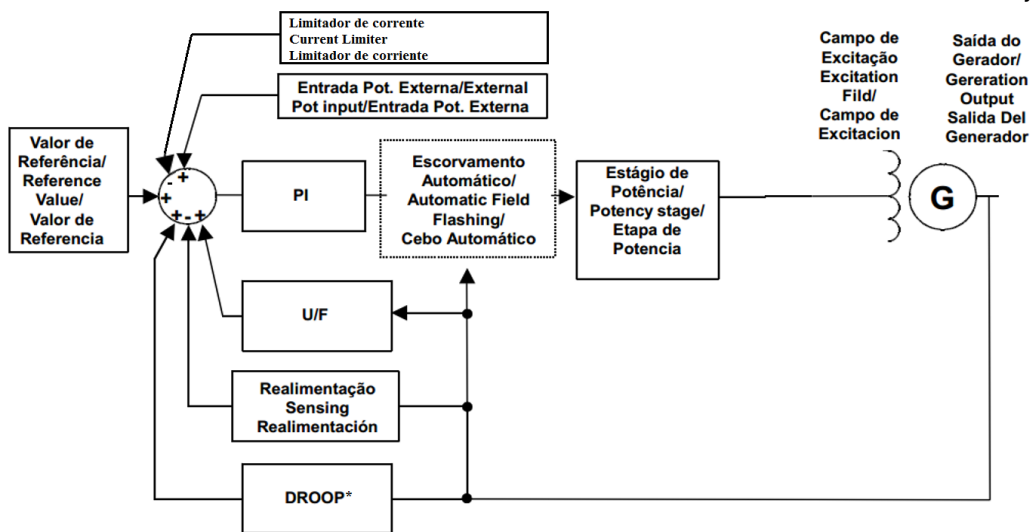 Limitador de corrente
Current Limiter
Limitador de corriente
Entrada Pot. Externa/External
Pot input/Entrada Pot. Externa
Campo de
Excitação
Excitation
Fild/
Campo de
Excitacion
Saída do
Gerador/
Gereration
Output
Salida Del
Generador
Valor de
Referência/
Reference
Value/
Valor de
Referencia
-
+
+
+-+
PI
Escorvamento
Automático/
Automatic Field
Flashing/
Cebo Automático
Estágio de
Potência/
Potency stage/
Etapa de
Potencia
G
U/F
Realimentação
Sensing
Realimentación
DROOP*